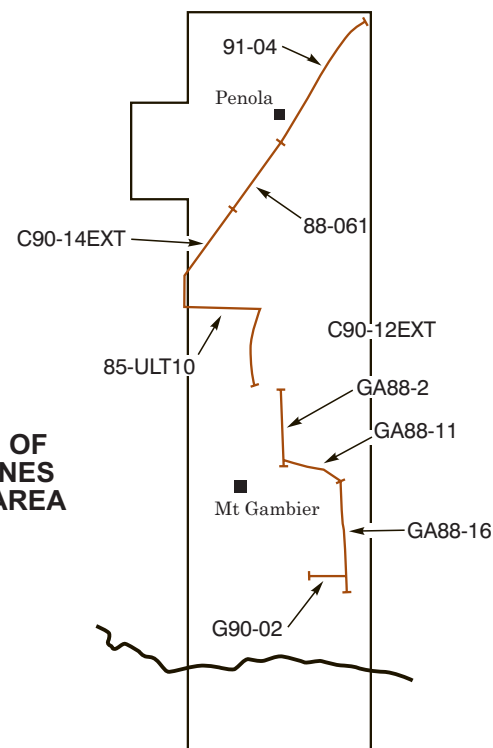 91-04
Penola
88-061
C90-14EXT
C90-12EXT
85-ULT10
GA88-2
GA88-11
OF
NES
AREA
Mt Gambier
GA88-16
G90-02